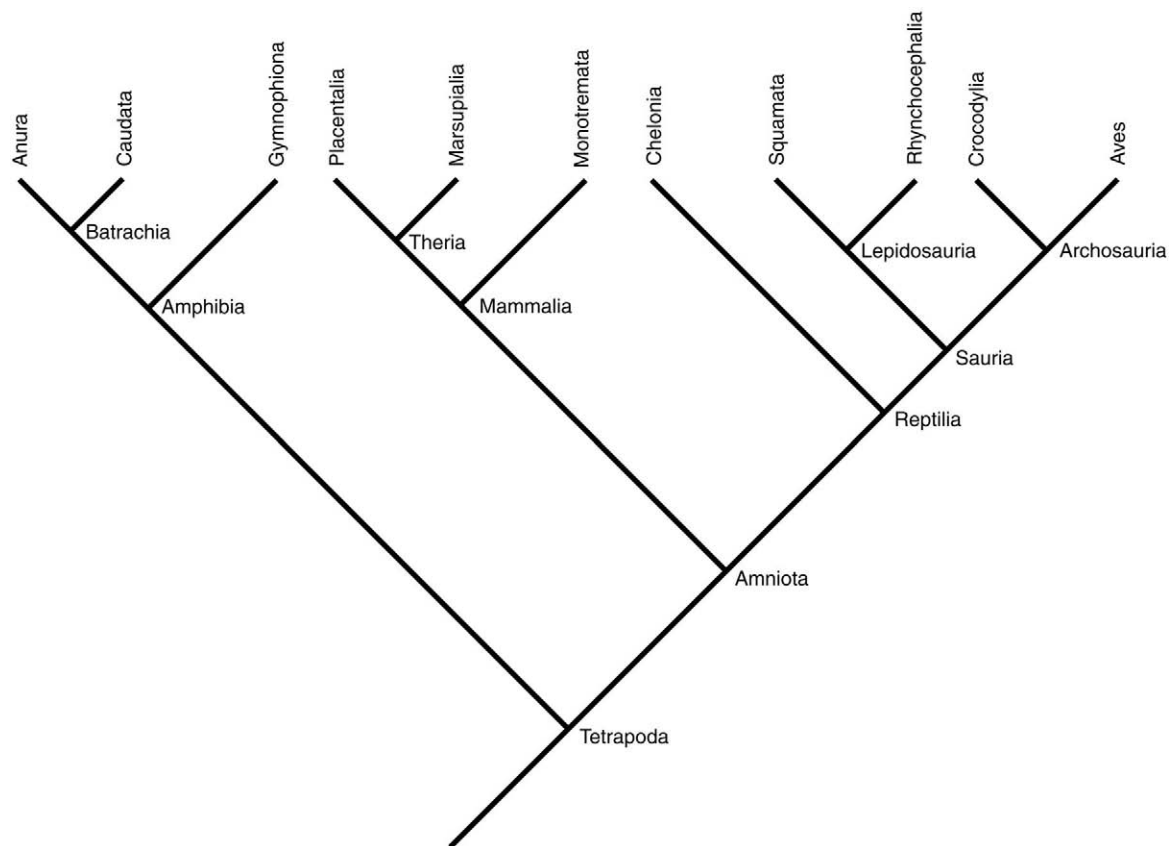 Anura
Caudata
Gymnophiona
Placentalia
Marsupialia
Monotremata
Chelonia
Squamata
Rhynchocephalia
Crocodylia
Aves
Batrachia
Theria
Lepidosauria
Archosauria
Amphibia
Mammalia
Sauria
Reptilia
Amniota
Tetrapoda